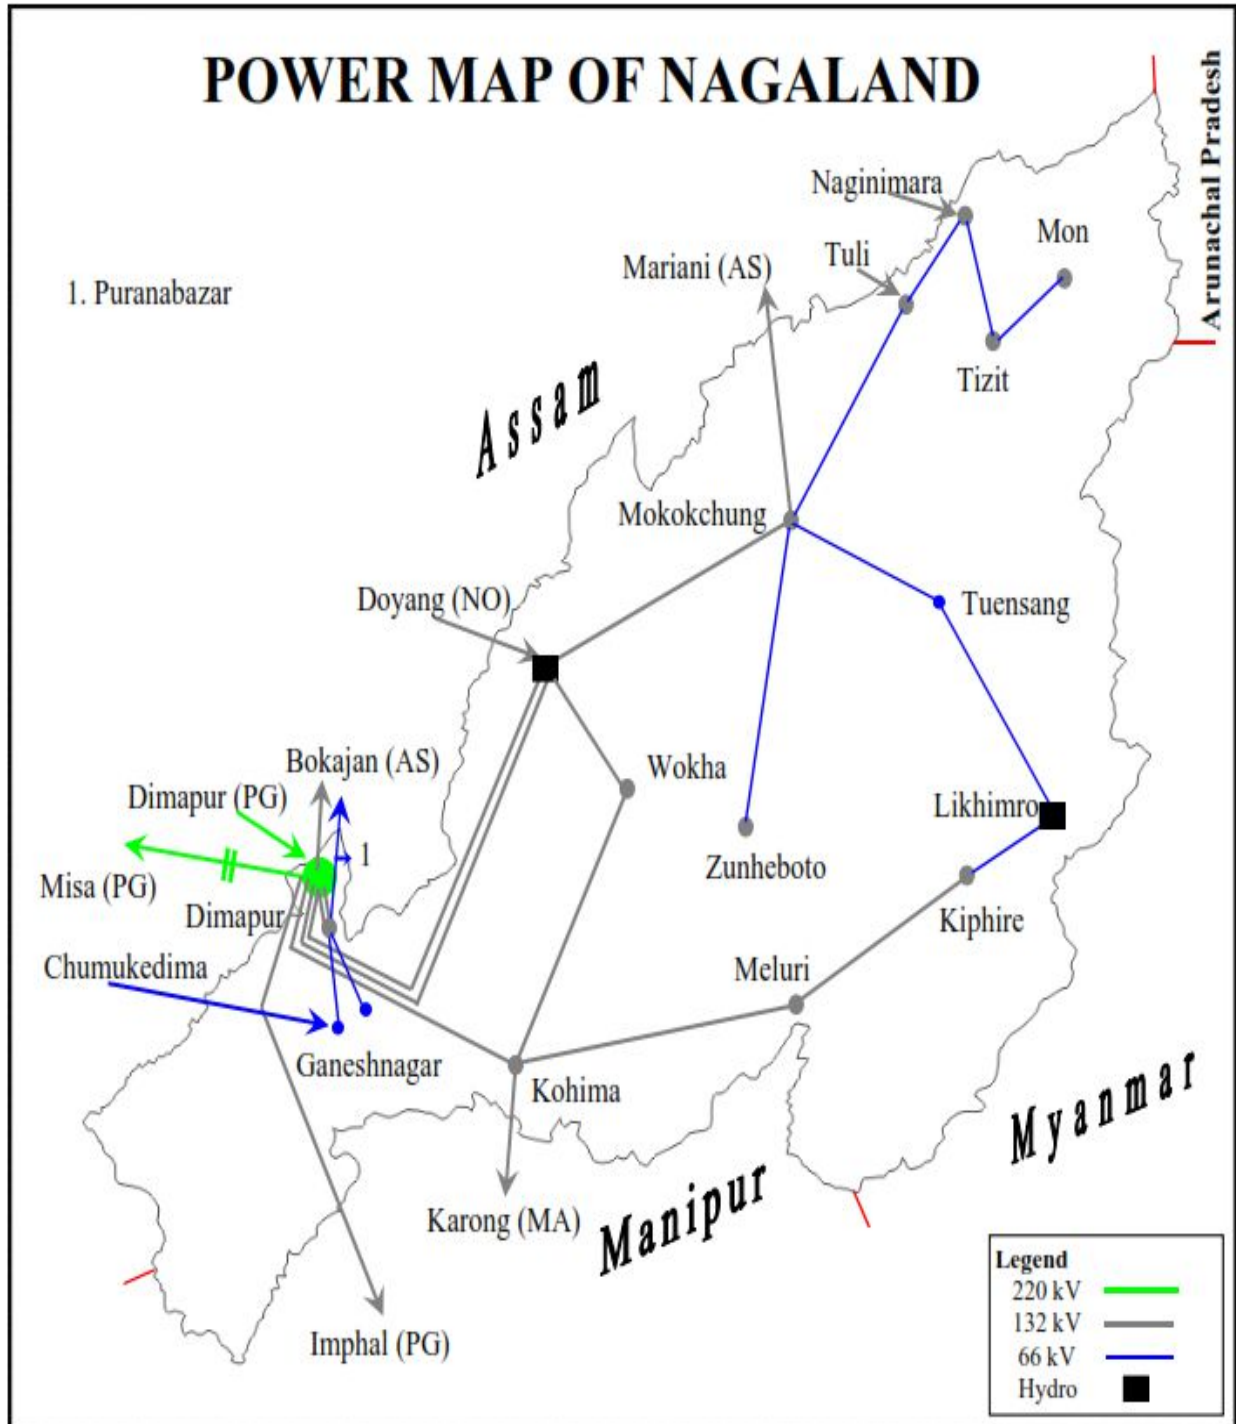 POWER MAP OF NAGALAND
Arunachal Pradesh
Naginimara
Mon
Tuli
Mariani (AS)
1. Puranabazar
Tizit
Assam
Mokokchung
Doyang (NO)
Tuensang
Bokajan (AS)
Wokha
Dimapur (PG)
Likhimro
1
Zunheboto
Misa (PG)
Dimapur
Kiphire
Chumukedima
Meluri
Ganeshnagar
Kohima
Myanmar
Karong (MA)
Manipur
Imphal (PG)
Legend
220 kV
132 kV
66 kV
Hydro